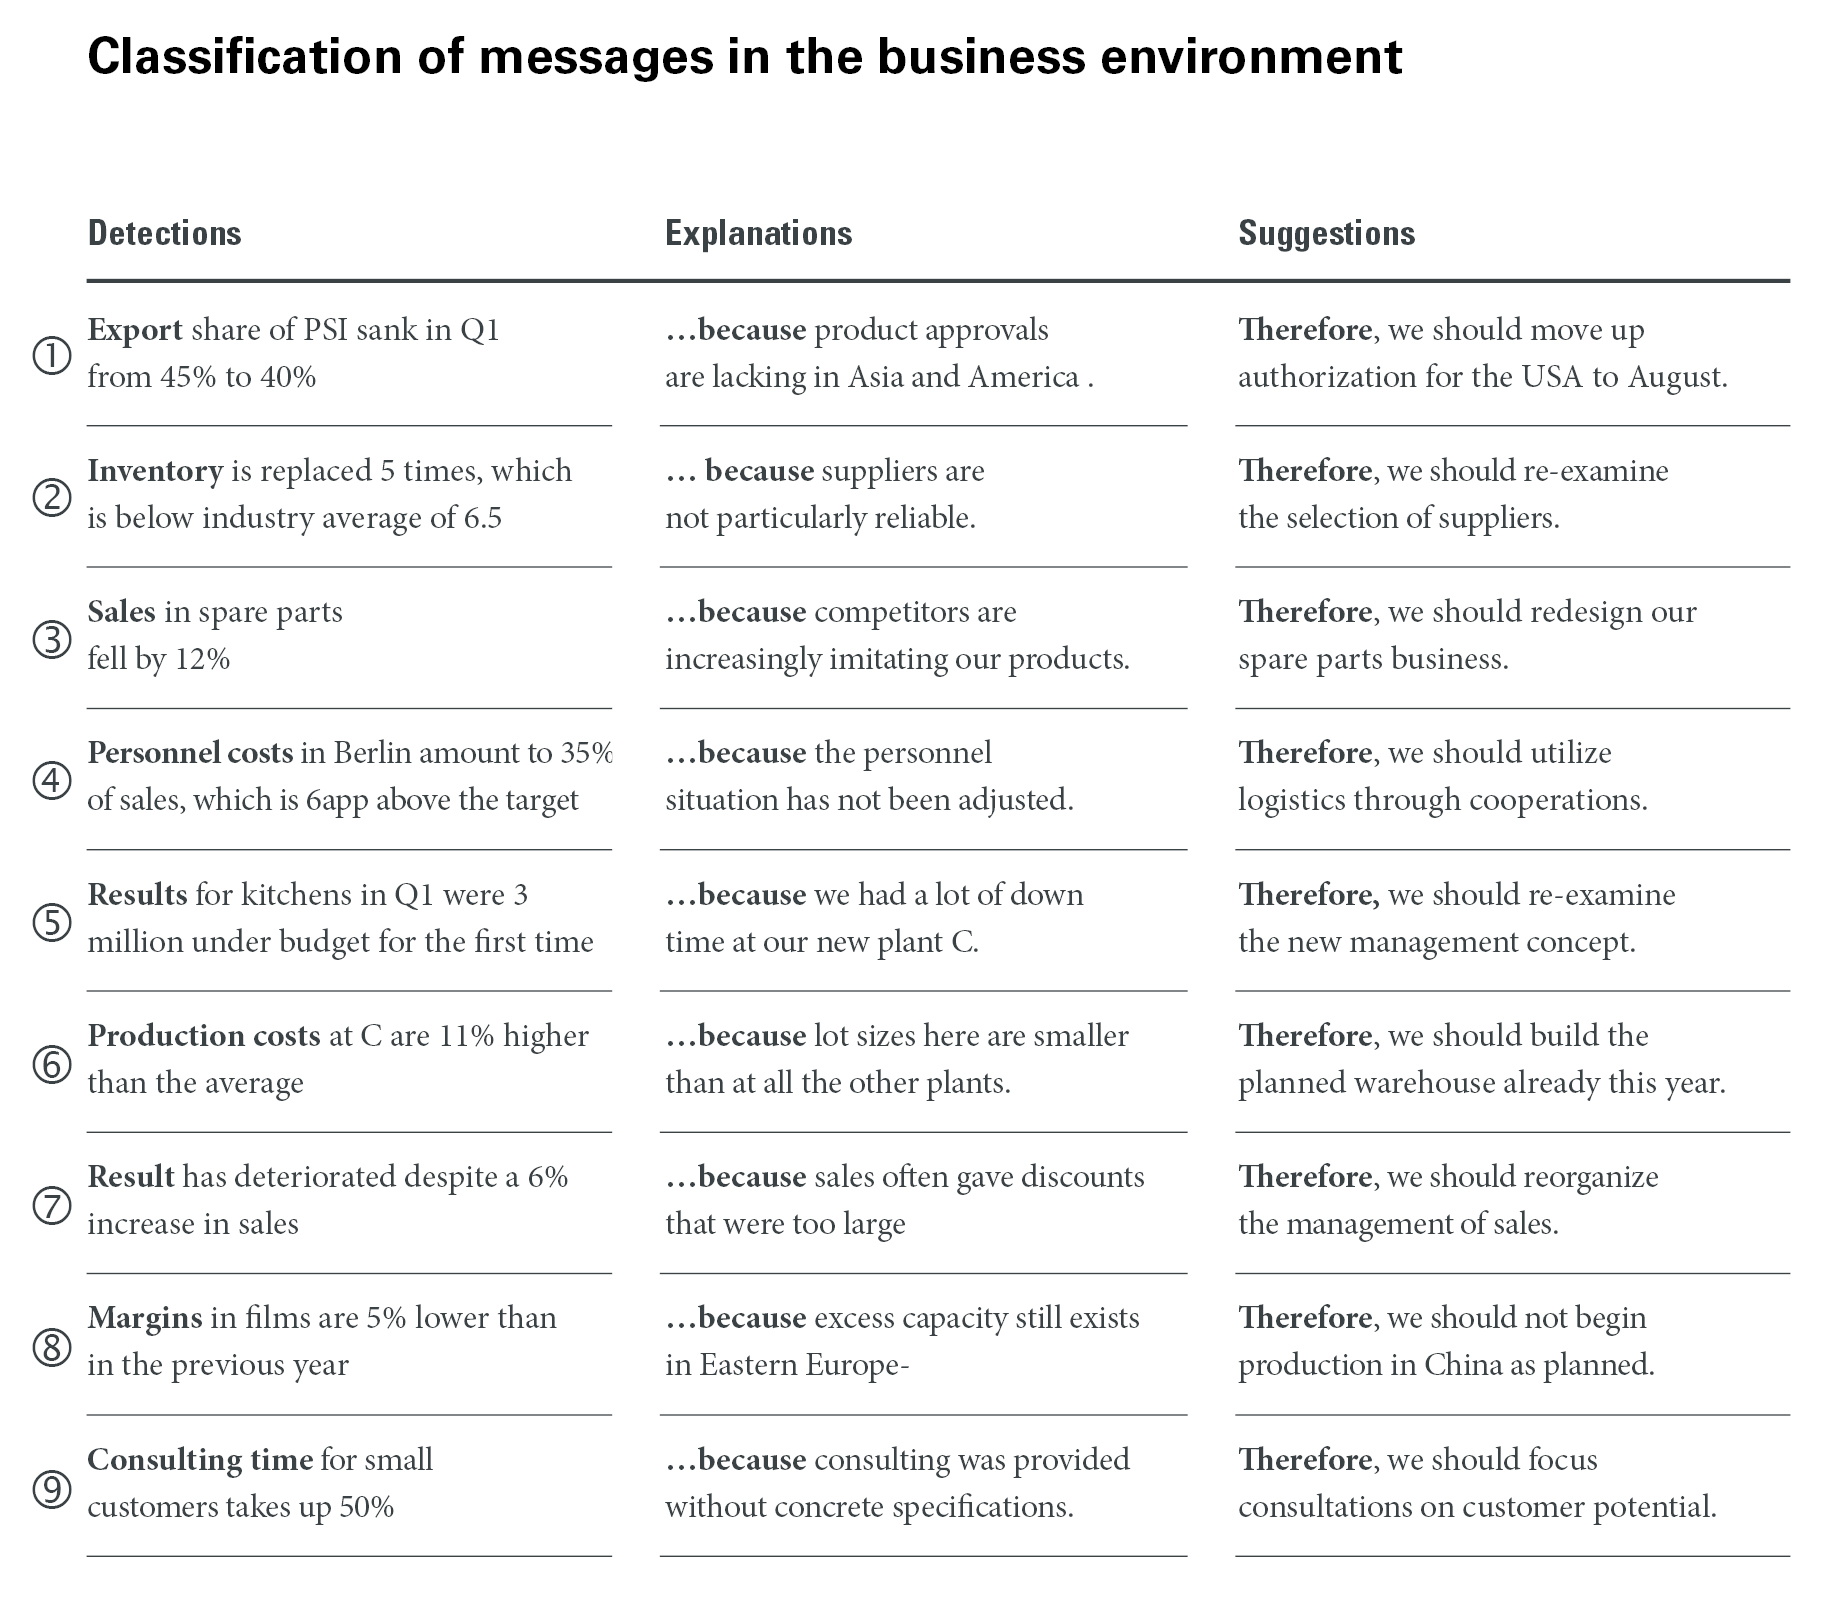 Classification of messages in the business environment
Detections
Explanations
Suggestions
①
Export share of PSI sank in Q1
from 45% to 40%
…because product approvals
are lacking in Asia and America .
Therefore, we should move up
authorization for the USA to August.
②
Inventory is replaced 5 times, which
is below industry average of 6.5
… because suppliers are
not particularly reliable.
Therefore, we should re-examine
the selection of suppliers.
③
Sales in spare parts
fell by 12%
…because competitors are
increasingly imitating our products.
Therefore, we should redesign our
spare parts business.
④
Personnel costs in Berlin amount to 35%
of sales, which is 6app above the target
…because the personnel
situation has not been adjusted.
Therefore, we should utilize
logistics through cooperations.
⑤
Results for kitchens in Q1 were 3
million under budget for the first time
…because we had a lot of down
time at our new plant C.
Therefore, we should re-examine
the new management concept.
⑥
Production costs at C are 11% higher
than the average
…because lot sizes here are smaller
than at all the other plants.
Therefore, we should build the
planned warehouse already this year.
⑦
Result has deteriorated despite a 6%
increase in sales
…because sales often gave discounts
that were too large
Therefore, we should reorganize
the management of sales.
⑧
Margins in films are 5% lower than
in the previous year
…because excess capacity still exists
in Eastern Europe-
Therefore, we should not begin
production in China as planned.
⑨
Consulting time for small
customers takes up 50%
…because consulting was provided
without concrete specifications.
Therefore, we should focus
consultations on customer potential.